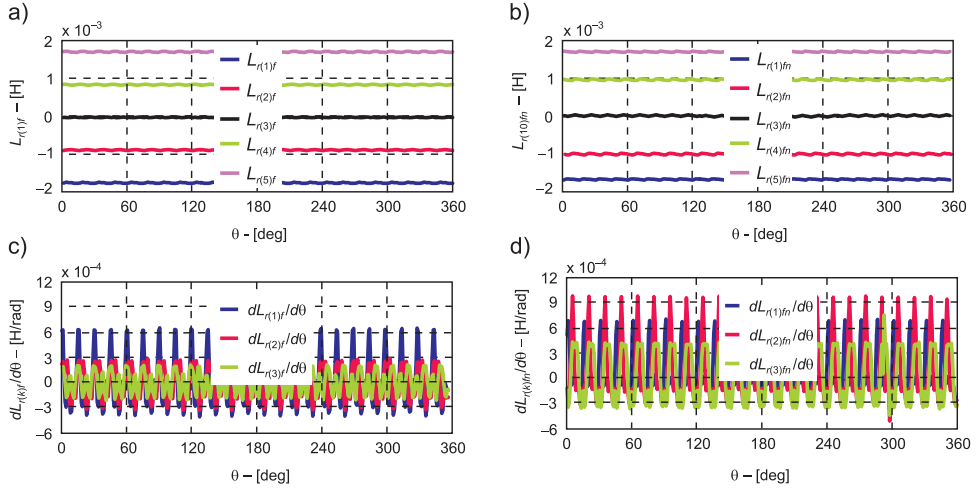 a)
x 10⁻³
2
1
0
–1
–2
L_r(1)f – [H]
L_r(1)f
L_r(2)f
L_r(3)f
L_r(4)f
L_r(5)f
0 60 120 180 240 300 360
θ - [deg]
b)
x 10⁻³
2
1
0
–1
–2
L_r(10)fn – [H]
L_r(1)fn
L_r(2)fn
L_r(3)fn
L_r(4)fn
L_r(5)fn
0 60 120 180 240 300 360
θ - [deg]
c)
x 10⁻⁴
12
9
6
3
0
–3
–6
dL_r(k)f/dθ – [H/rad]
dL_r(1)f/dθ
dL_r(2)f/dθ
dL_r(3)f/dθ
0 60 120 180 240 300 360
θ – [deg]
d)
x 10⁻⁴
12
9
6
3
0
–3
–6
dL_r(k)fn/dθ – [H/rad]
dL_r(1)fn/dθ
dL_r(2)fn/dθ
dL_r(3)fn/dθ
0 60 120 180 240 300 360
θ – [deg]